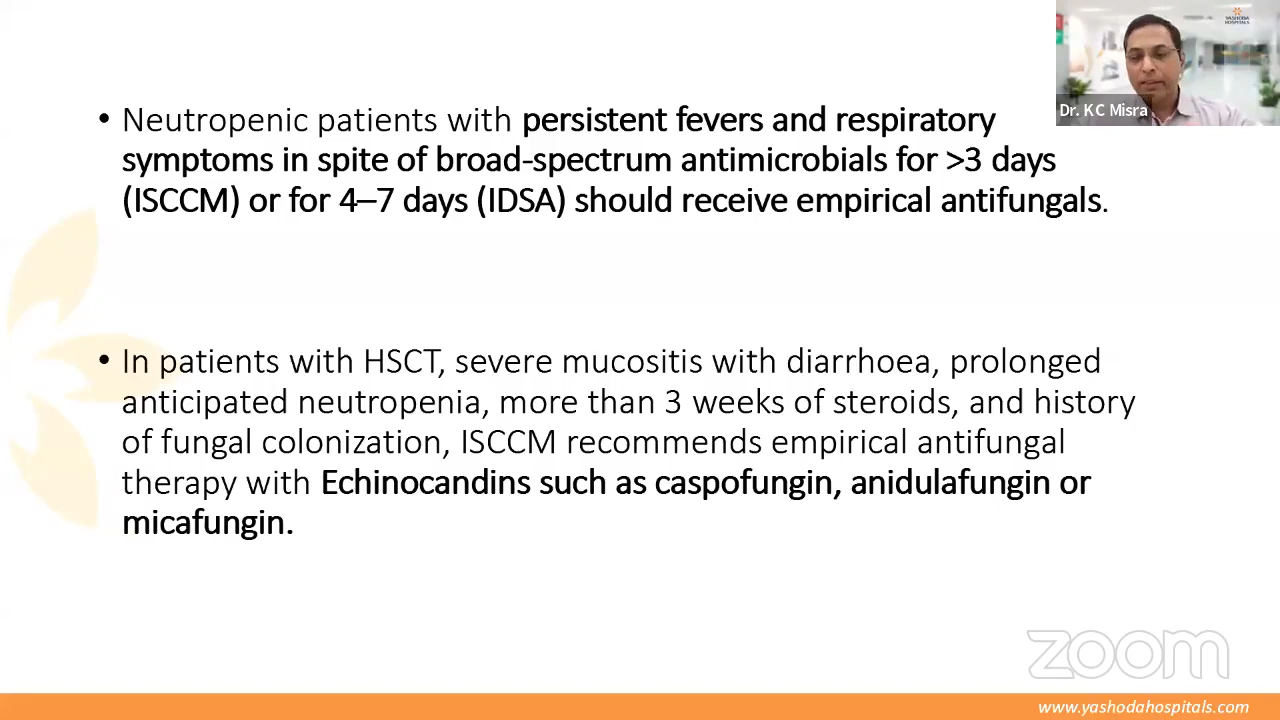 YASHODA
HOSPITALS
Dr. KC Misra
• Neutropenic patients with persistent fevers and respiratory
symptoms in spite of broad-spectrum antimicrobials for >3 days
(ISCCM) or for 4–7 days (IDSA) should receive empirical antifungals.
• In patients with HSCT, severe mucositis with diarrhoea, prolonged
anticipated neutropenia, more than 3 weeks of steroids, and history
of fungal colonization, ISCCM recommends empirical antifungal
therapy with Echinocandins such as caspofungin, anidulafungin or
micafungin.
zoom
www.yashodahospitals.com